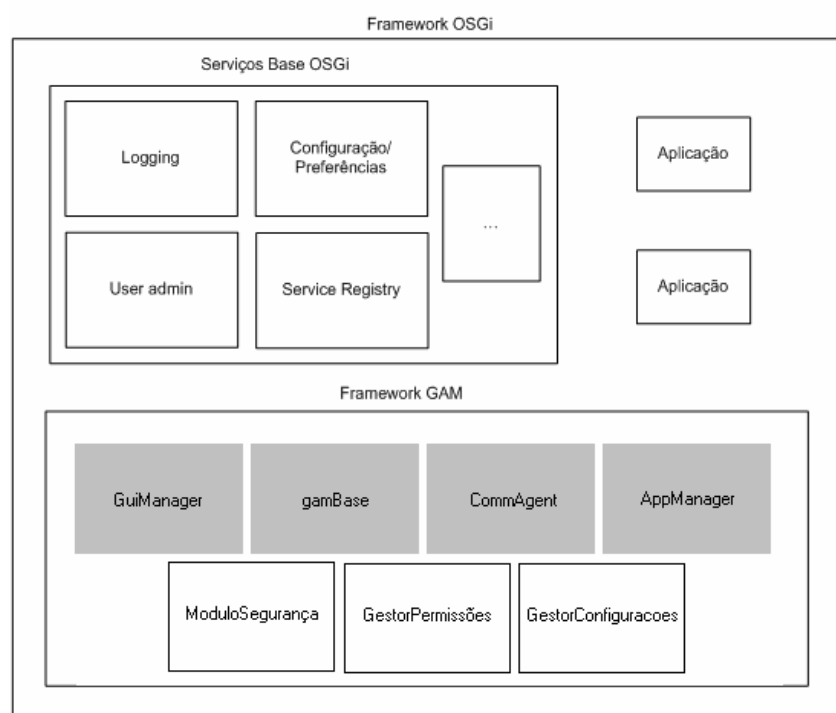 Framework OSGi
Serviços Base OSGi
Logging
Configuração/
Preferências
...
Aplicação
User admin
Service Registry
Aplicação
Framework GAM
GuiManager
gamBase
CommAgent
AppManager
ModuloSegurança
GestorPermissões
GestorConfiguracoes